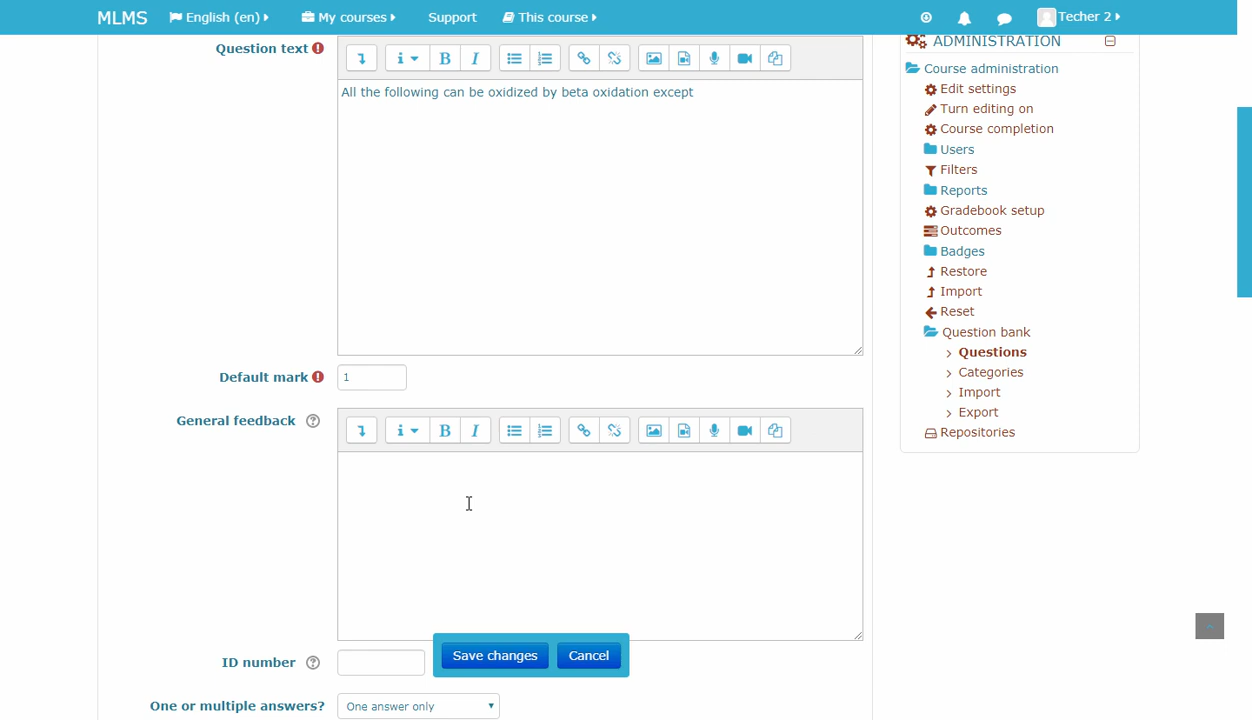 MLMS English (en) My courses Support This course Techer 2
Question text
i B I
All the following can be oxidized by beta oxidation except
Default mark
1
General feedback ?
i B I
ID number ?
Save changes Cancel
One or multiple answers?
One answer only
ADMINISTRATION
Course administration
Edit settings
Turn editing on
Course completion
Users
Filters
Reports
Gradebook setup
Outcomes
Badges
Restore
Import
Reset
Question bank
Questions
Categories
Import
Export
Repositories